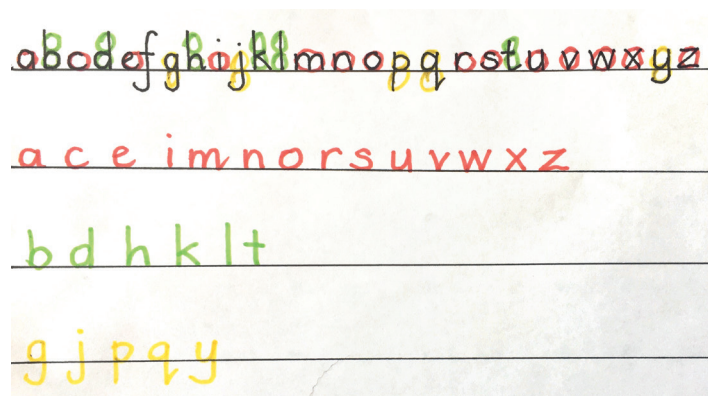 abcdefghijklmnopqrstuvwxyz
a c e i m n o r s u v w x z
b d h k l t
g j p q y